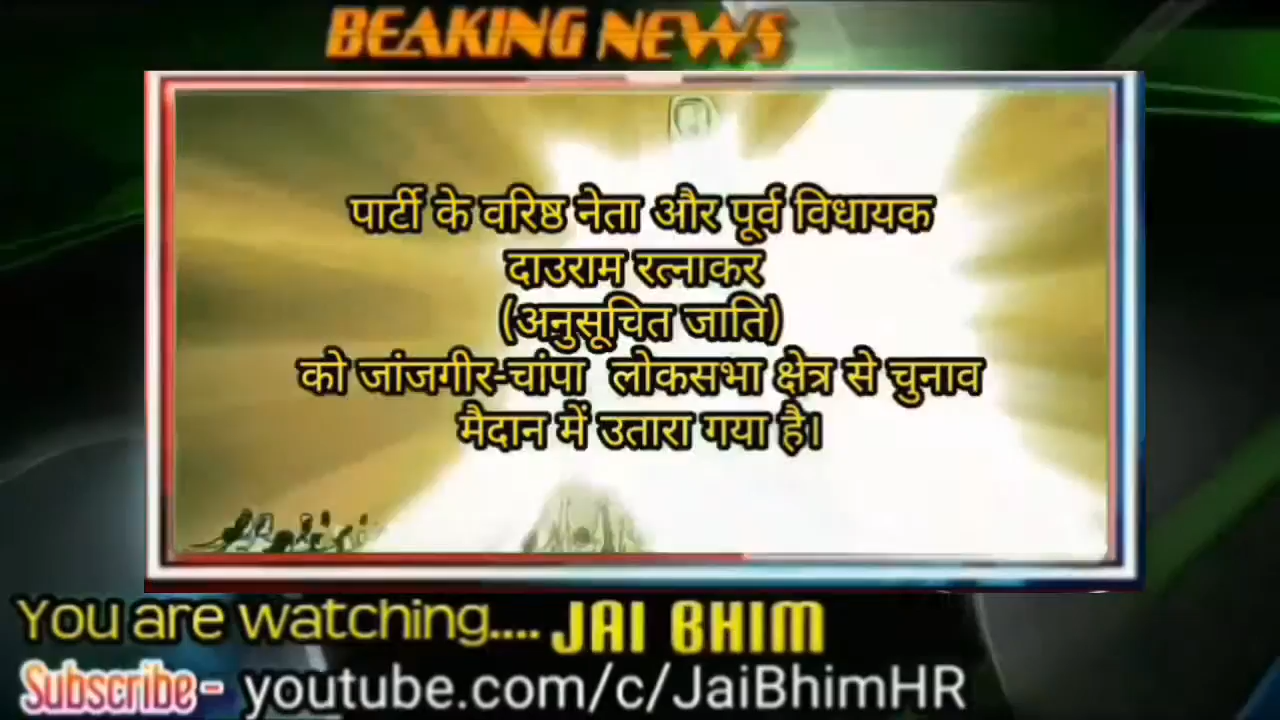 BEAKING NEWS
पार्टी के वरिष्ठ नेता और पूर्व विधायक
दाउराम रत्नाकर
(अनुसूचित जाति)
को जांजगीर-चांपा लोकसभा क्षेत्र से चुनाव
मैदान में उतारा गया है।
You are watching.... JAI BHIM
Subscribe - youtube.com/c/JaiBhimHR